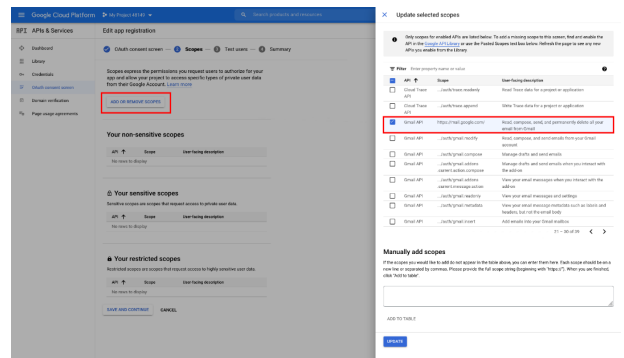 Google Cloud Platform
My Project 40149
Search products and resources
API APIs & Services
Dashboard
Library
Credentials
OAuth consent screen
Domain verification
Page usage agreements
Edit app registration
OAuth consent screen — 2 Scopes — 3 Test users — 4 Summary
Scopes express the permissions you request users to authorize for your
app and allow your project to access specific types of private user data
from their Google Account. Learn more
ADD OR REMOVE SCOPES
Your non-sensitive scopes
API Scope User-facing description
No rows to display
Your sensitive scopes
Sensitive scopes are scopes that request access to private user data.
API Scope User-facing description
No rows to display
Your restricted scopes
Restricted scopes are scopes that request access to highly sensitive user data.
API Scope User-facing description
No rows to display
SAVE AND CONTINUE CANCEL
Update selected scopes
Only scopes for enabled APIs are listed below. To add a missing scope to this screen, find and enable the
API in the Google API Library or use the Pasted Scopes text box below. Refresh the page to see any new
APIs you enable from the Library.
Filter Enter property name or value
API Scope User-facing description
Cloud Trace API .../auth/trace.readonly Read Trace data for a project or application
Cloud Trace API .../auth/trace.append Write Trace data for a project or application
Gmail API https://mail.google.com/ Read, compose, send, and permanently delete all your
email from Gmail
Gmail API .../auth/gmail.modify Read, compose, and send emails from your Gmail
account
Gmail API .../auth/gmail.compose Manage drafts and send emails
Gmail API .../auth/gmail.addons.current.action.compose Manage drafts and send emails when you interact with
the add-on
Gmail API .../auth/gmail.addons.current.message.action View your email messages when you interact with the
add-on
Gmail API .../auth/gmail.readonly View your email messages and settings
Gmail API .../auth/gmail.metadata View your email message metadata such as labels and
headers, but not the email body
Gmail API .../auth/gmail.insert Add emails into your Gmail mailbox
21 – 30 of 39
Manually add scopes
If the scopes you would like to add do not appear in the table above, you can enter them here. Each scope should be on a
new line or separated by commas. Please provide the full scope string (beginning with "https://"). When you are finished,
click "Add to table".
ADD TO TABLE
UPDATE